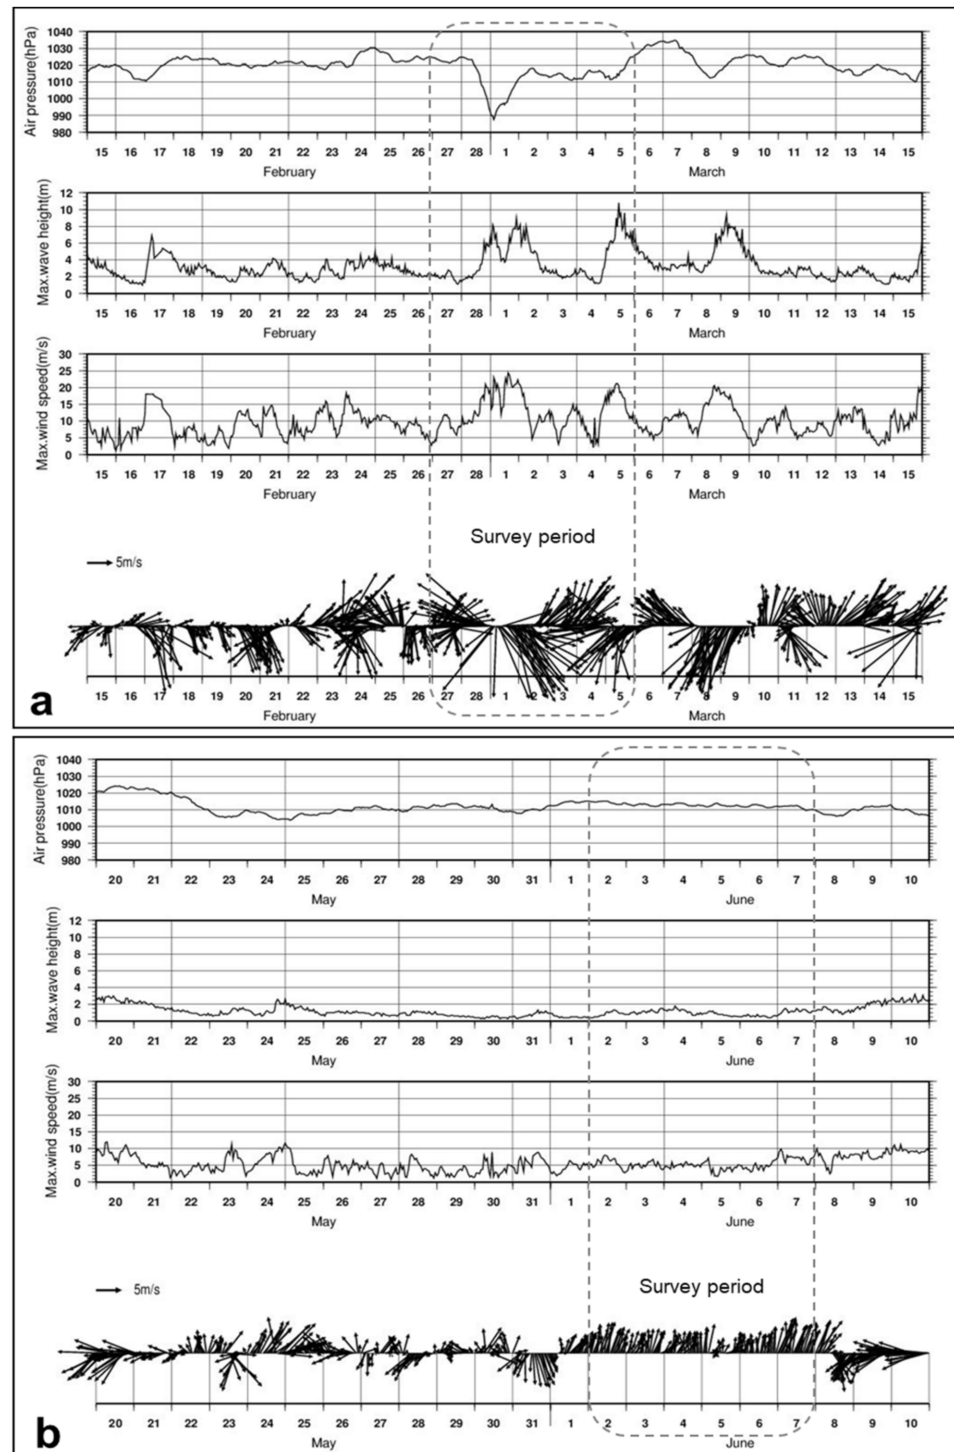 Air pressure(hPa)
1040
1030
1020
1010
1000
990
980
15 16 17 18 19 20 21 22 23 24 25 26 27 28 1 2 3 4 5 6 7 8 9 10 11 12 13 14 15
February March
Max.wave height(m)
12
10
8
6
4
2
0
15 16 17 18 19 20 21 22 23 24 25 26 27 28 1 2 3 4 5 6 7 8 9 10 11 12 13 14 15
February March
Max.wind speed(m/s)
30
25
20
15
10
5
0
15 16 17 18 19 20 21 22 23 24 25 26 27 28 1 2 3 4 5 6 7 8 9 10 11 12 13 14 15
February March
Survey period
5m/s
15 16 17 18 19 20 21 22 23 24 25 26 27 28 1 2 3 4 5 6 7 8 9 10 11 12 13 14 15
February March
a
Air pressure(hPa)
1040
1030
1020
1010
1000
990
980
20 21 22 23 24 25 26 27 28 29 30 31 1 2 3 4 5 6 7 8 9 10
May June
Max.wave height(m)
12
10
8
6
4
2
0
20 21 22 23 24 25 26 27 28 29 30 31 1 2 3 4 5 6 7 8 9 10
May June
Max.wind speed(m/s)
30
25
20
15
10
5
0
20 21 22 23 24 25 26 27 28 29 30 31 1 2 3 4 5 6 7 8 9 10
May June
Survey period
5m/s
20 21 22 23 24 25 26 27 28 29 30 31 1 2 3 4 5 6 7 8 9 10
May June
b